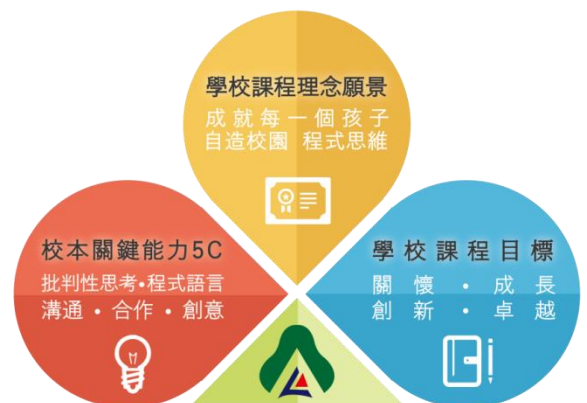 學校課程理念願景
成就每一個孩子
自造校園 程式思維
校本關鍵能力5C
批判性思考•程式語言
溝通•合作•創意
學校課程目標
關懷•成長
創新•卓越